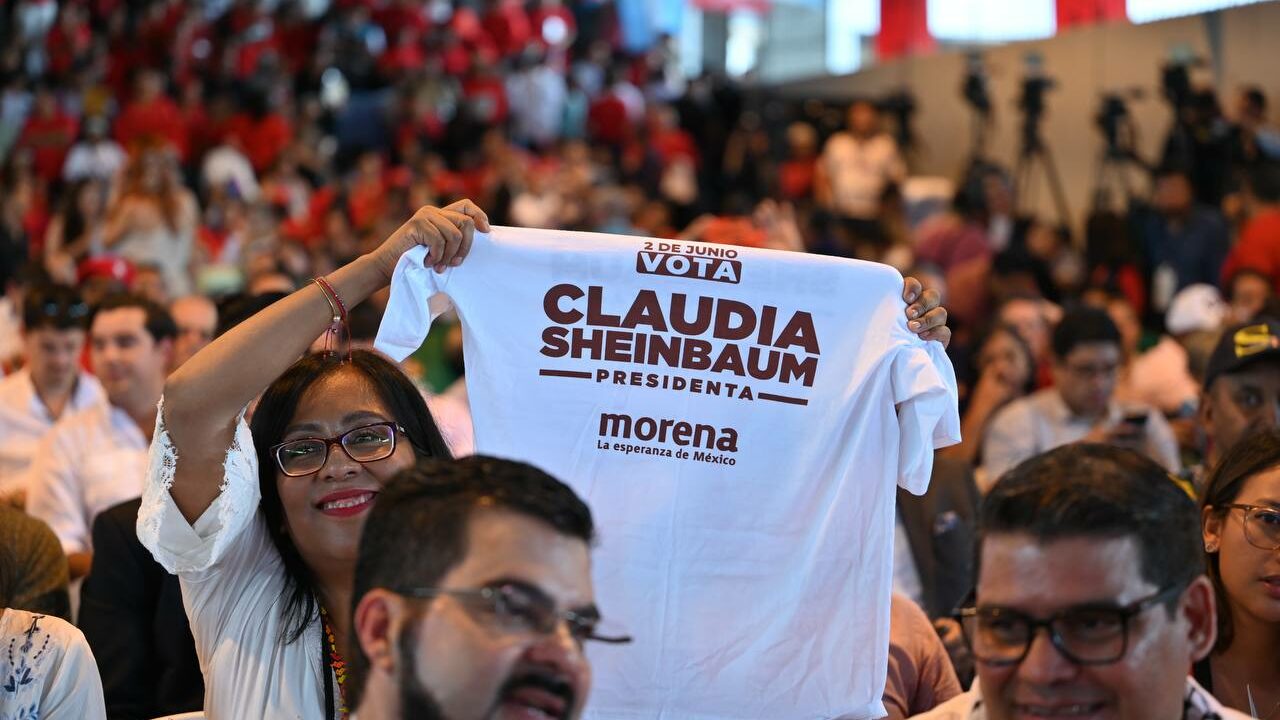 2 DE JUNIO
VOTA
CLAUDIA
SHEINBAUM
PRESIDENTA
morena
La esperanza de México